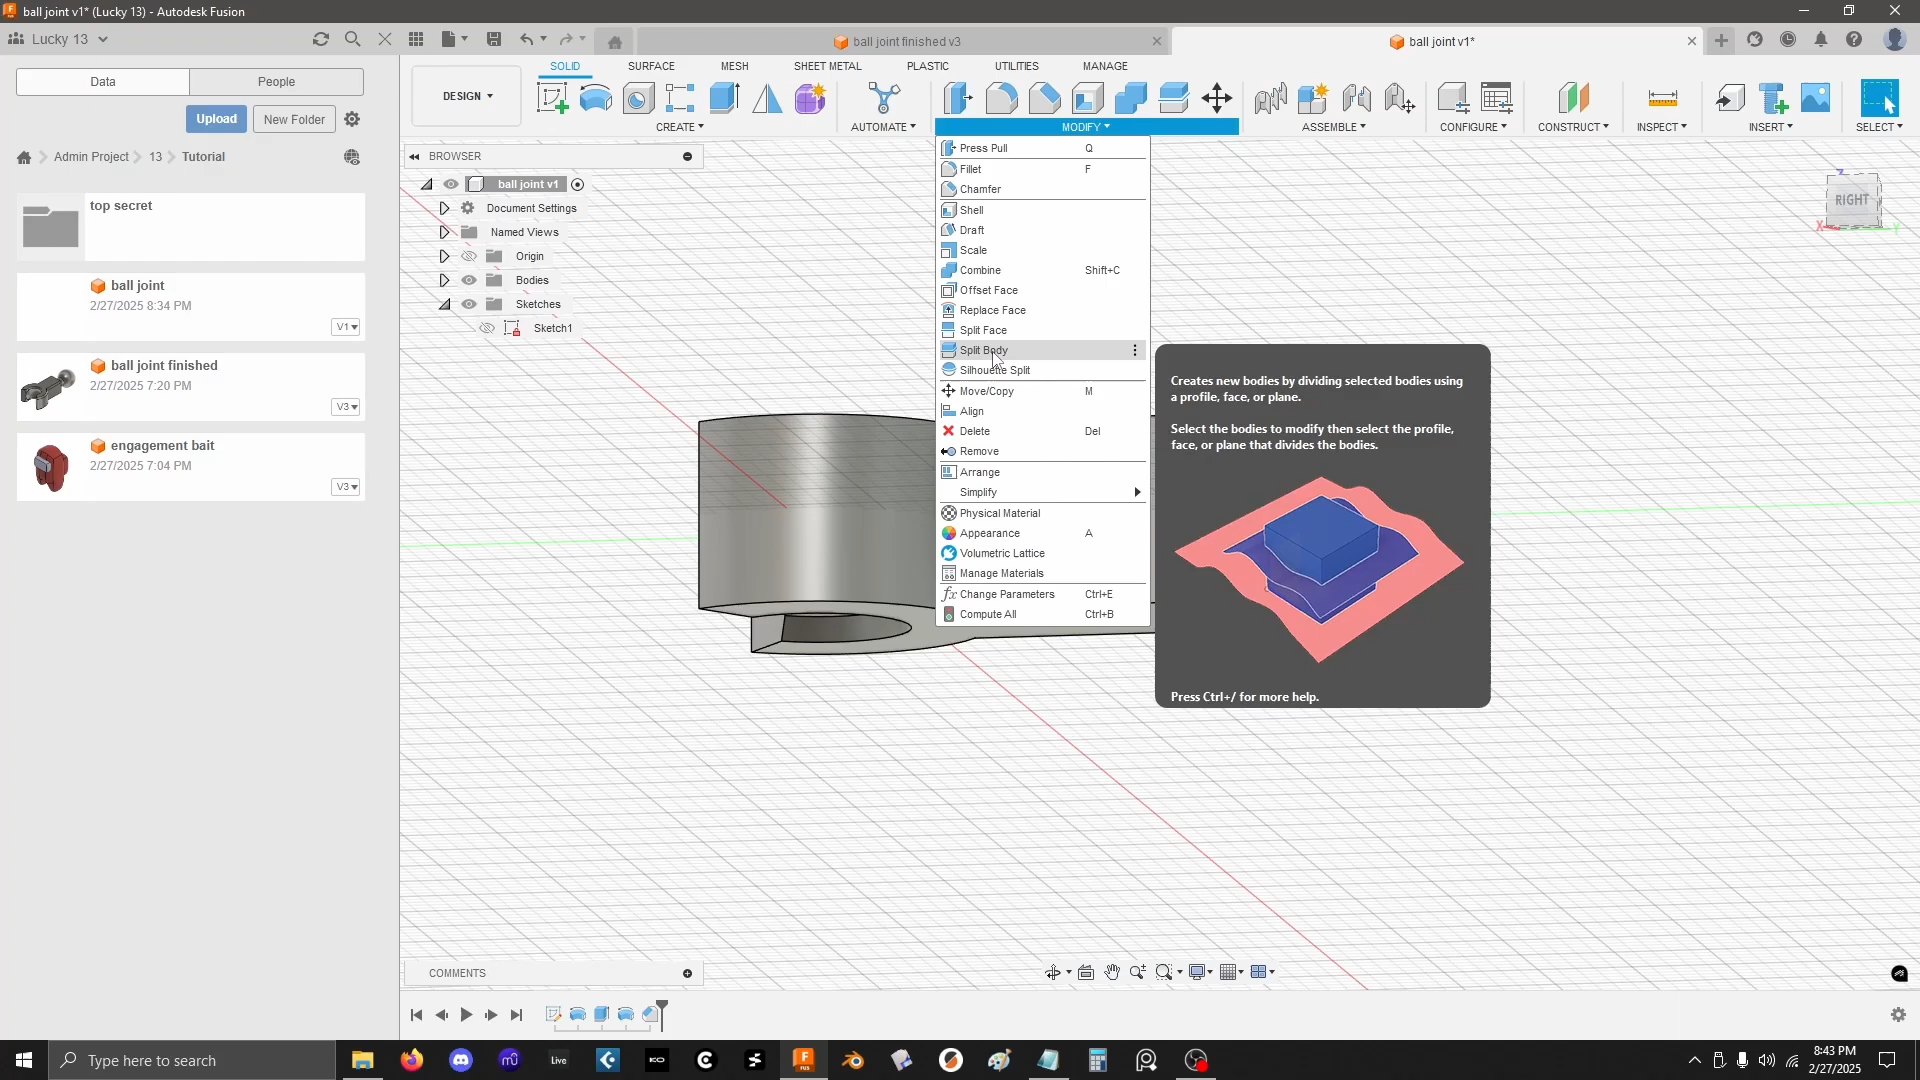 ball joint v1* (Lucky 13) - Autodesk Fusion
Lucky 13
ball joint finished v3
ball joint v1*
Data
People
Upload
New Folder
Admin Project
13
Tutorial
top secret
ball joint
2/27/2025 8:34 PM
V1
ball joint finished
2/27/2025 7:20 PM
V3
engagement bait
2/27/2025 7:04 PM
V3
DESIGN
SOLID
SURFACE
MESH
SHEET METAL
PLASTIC
UTILITIES
MANAGE
CREATE
AUTOMATE
MODIFY
ASSEMBLE
CONFIGURE
CONSTRUCT
INSPECT
INSERT
SELECT
BROWSER
ball joint v1
Document Settings
Named Views
Origin
Bodies
Sketches
Sketch1
Press Pull Q
Fillet F
Chamfer
Shell
Draft
Scale
Combine Shift+C
Offset Face
Replace Face
Split Face
Split Body
Silhouette Split
Move/Copy M
Align
Delete Del
Remove
Arrange
Simplify
Physical Material
Appearance A
Volumetric Lattice
Manage Materials
fx Change Parameters Ctrl+E
Compute All Ctrl+B
Creates new bodies by dividing selected bodies using
a profile, face, or plane.
Select the bodies to modify then select the profile,
face, or plane that divides the bodies.
Press Ctrl+/ for more help.
Z
RIGHT
X
Y
COMMENTS
Type here to search
Live
8:43 PM
2/27/2025